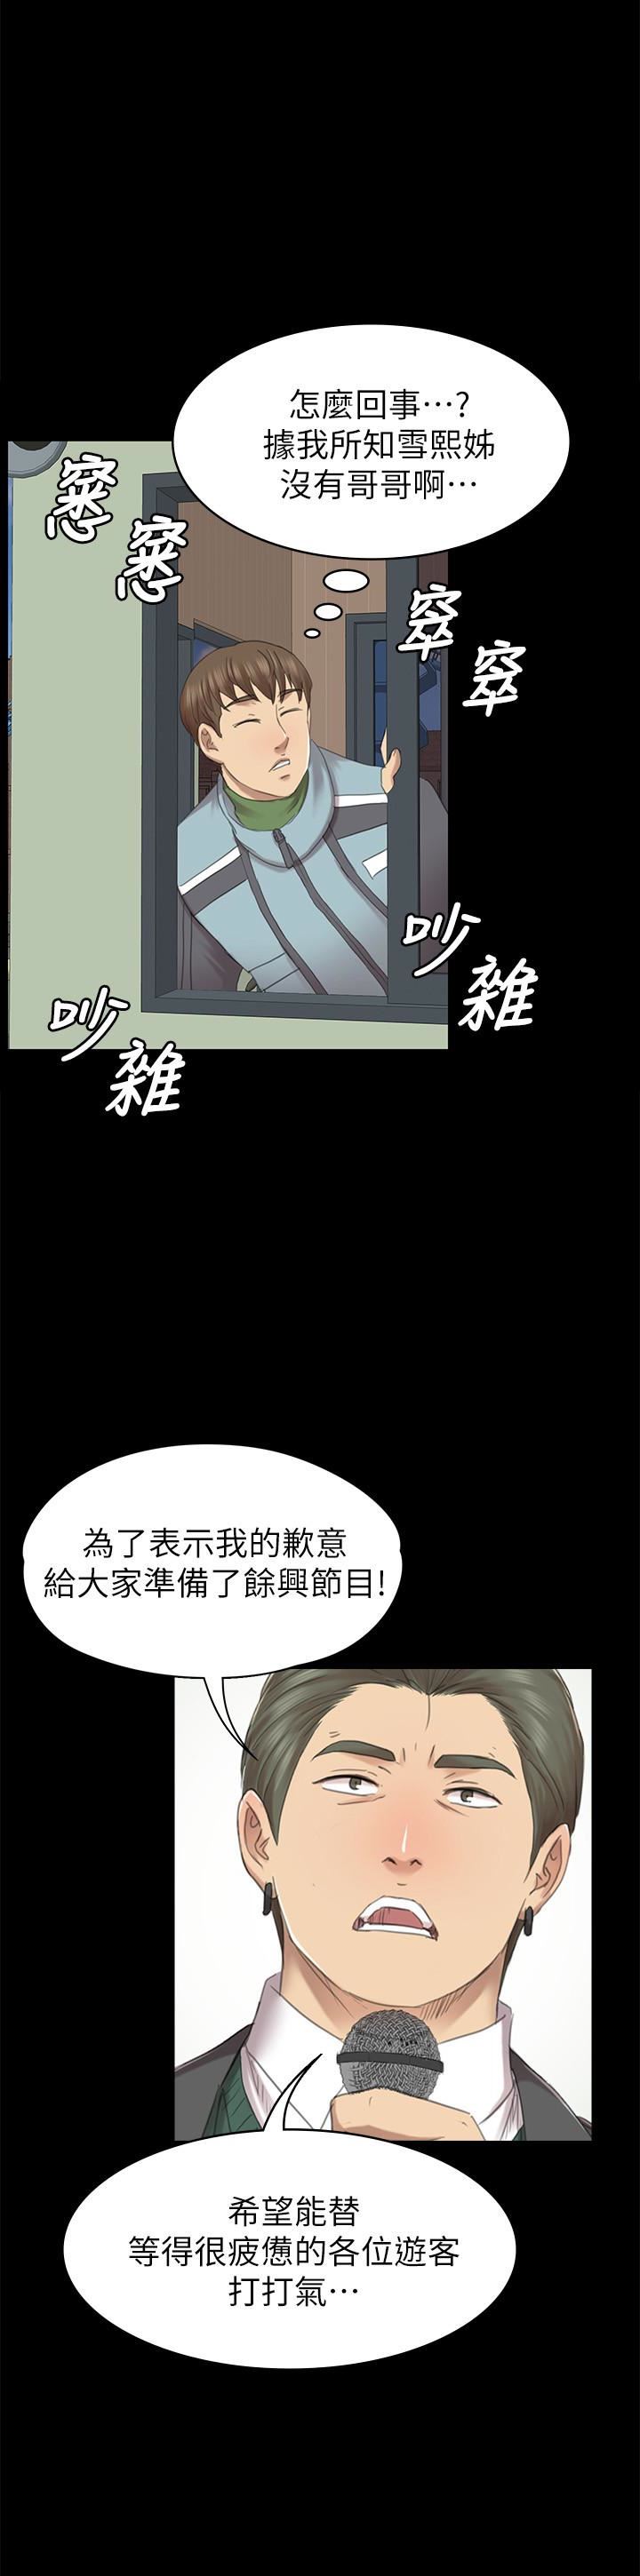 怎麼回事⋯?
據我所知雪熙姊
沒有哥哥啊⋯
窸
窸
窣
窣
吵
雜
吵
雜
為了表示我的歉意
給大家準備了餘興節目!
希望能替
等得很疲憊的各位遊客
打打氣⋯